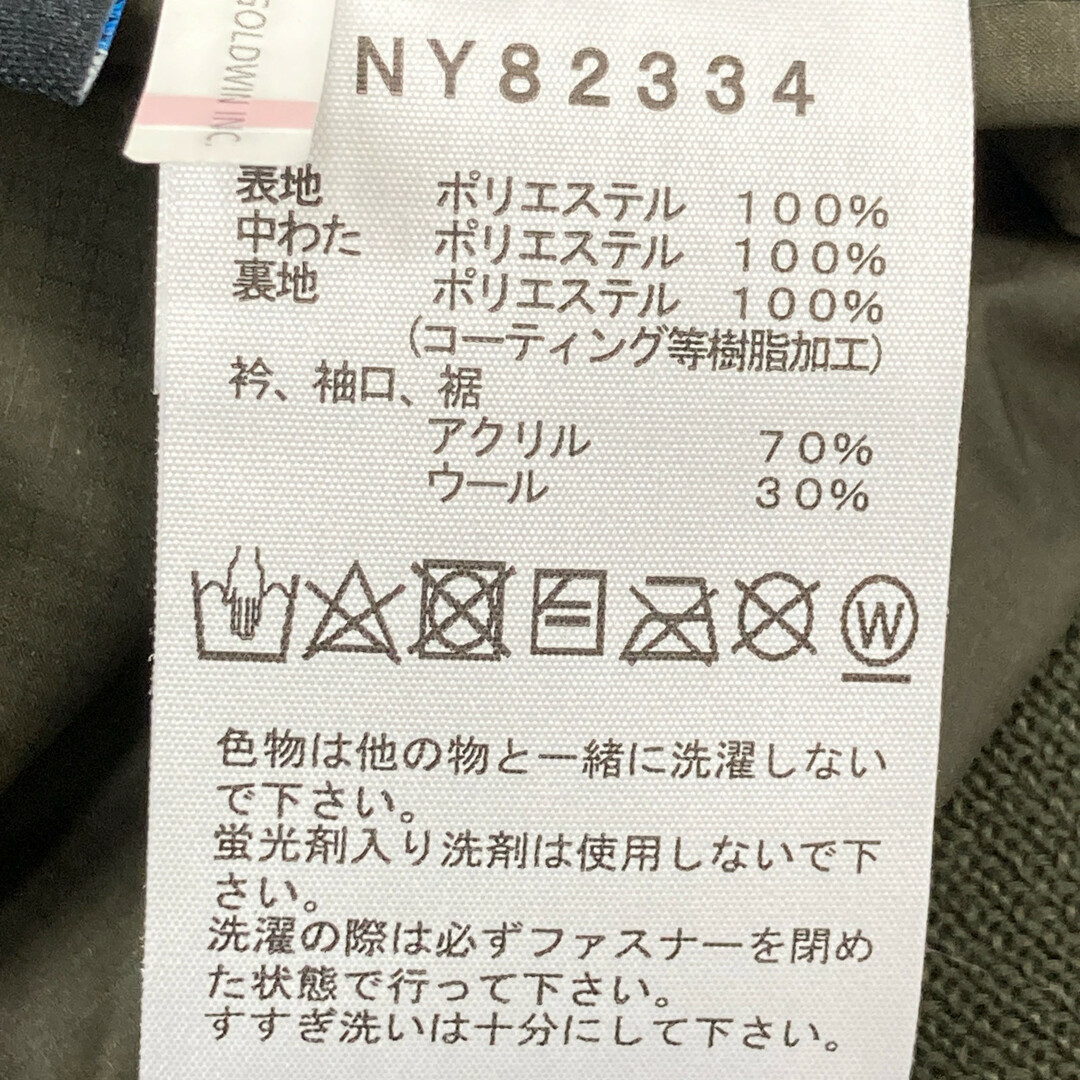 GOLDWIN INC.
NY82334
表地 ポリエステル 100%
中わた ポリエステル 100%
裏地 ポリエステル 100%
(コーティング等樹脂加工)
衿、袖口、裾
アクリル 70%
ウール 30%
W
色物は他の物と一緒に洗濯しない
で下さい。
蛍光剤入り洗剤は使用しないで下
さい。
洗濯の際は必ずファスナーを閉め
た状態で行って下さい。
すすぎ洗いは十分にして下さい。